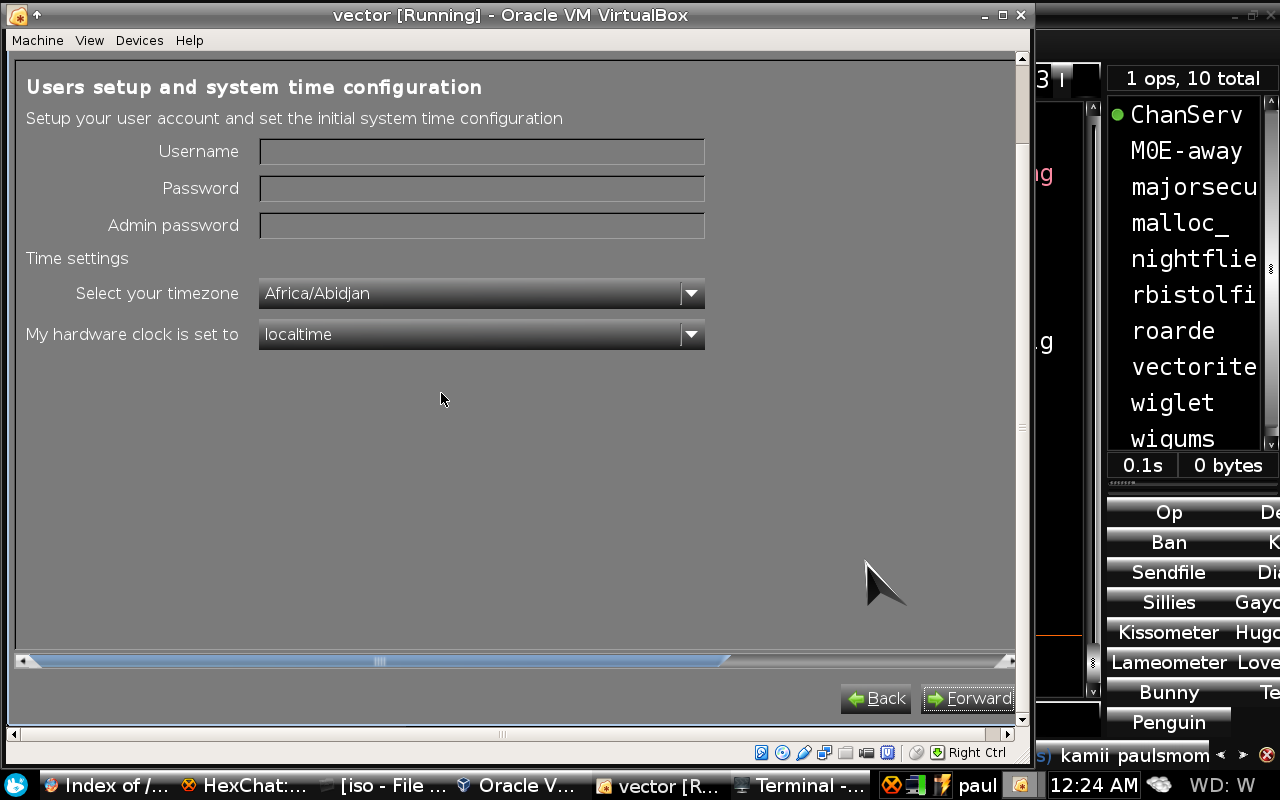 vector [Running] - Oracle VM VirtualBox
Machine View Devices Help
Users setup and system time configuration
Setup your user account and set the initial system time configuration
Username
Password
Admin password
Time settings
Select your timezone Africa/Abidjan
My hardware clock is set to localtime
Back Forward
Right Ctrl
3
ng
.g
1 ops, 10 total
ChanServ
M0E-away
majorsecu
malloc_
nightflie
rbistolfi
roarde
vectorite
wiglet
wigums
0.1s 0 bytes
Op De
Ban K
Sendfile Dia
Sillies Gayo
Kissometer Hugo
Lameometer Love
Bunny Te
Penguin
s) kamii paulsmom
Index of /... HexChat:... [iso - File ... Oracle V... vector [R... Terminal -... paul 12:24 AM WD: W